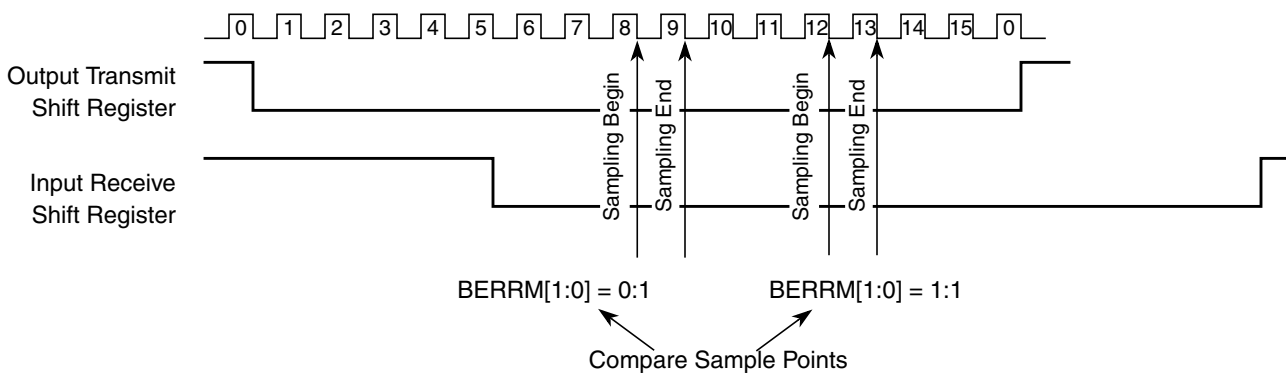 0 1 2 3 4 5 6 7 8 9 10 11 12 13 14 15 0
Output Transmit
Shift Register
Input Receive
Shift Register
Sampling Begin
Sampling End
Sampling Begin
Sampling End
BERRM[1:0] = 0:1
BERRM[1:0] = 1:1
Compare Sample Points